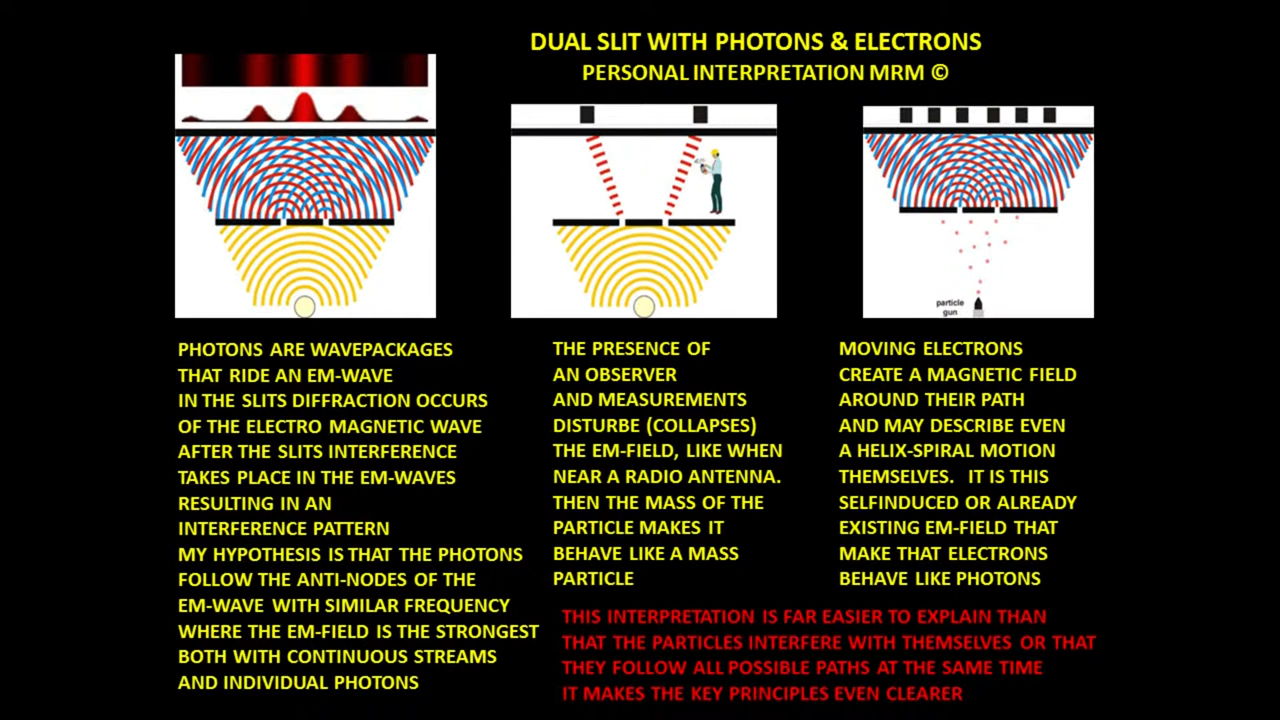 DUAL SLIT WITH PHOTONS & ELECTRONS
PERSONAL INTERPRETATION MRM ©
particle
gun
PHOTONS ARE WAVEPACKAGES
THAT RIDE AN EM-WAVE
IN THE SLITS DIFFRACTION OCCURS
OF THE ELECTRO MAGNETIC WAVE
AFTER THE SLITS INTERFERENCE
TAKES PLACE IN THE EM-WAVES
RESULTING IN AN
INTERFERENCE PATTERN
MY HYPOTHESIS IS THAT THE PHOTONS
FOLLOW THE ANTI-NODES OF THE
EM-WAVE WITH SIMILAR FREQUENCY
WHERE THE EM-FIELD IS THE STRONGEST
BOTH WITH CONTINUOUS STREAMS
AND INDIVIDUAL PHOTONS
THE PRESENCE OF
AN OBSERVER
AND MEASUREMENTS
DISTURBE (COLLAPSES)
THE EM-FIELD, LIKE WHEN
NEAR A RADIO ANTENNA.
THEN THE MASS OF THE
PARTICLE MAKES IT
BEHAVE LIKE A MASS
PARTICLE
MOVING ELECTRONS
CREATE A MAGNETIC FIELD
AROUND THEIR PATH
AND MAY DESCRIBE EVEN
A HELIX-SPIRAL MOTION
THEMSELVES. IT IS THIS
SELFINDUCED OR ALREADY
EXISTING EM-FIELD THAT
MAKE THAT ELECTRONS
BEHAVE LIKE PHOTONS
THIS INTERPRETATION IS FAR EASIER TO EXPLAIN THAN
THAT THE PARTICLES INTERFERE WITH THEMSELVES OR THAT
THEY FOLLOW ALL POSSIBLE PATHS AT THE SAME TIME
IT MAKES THE KEY PRINCIPLES EVEN CLEARER